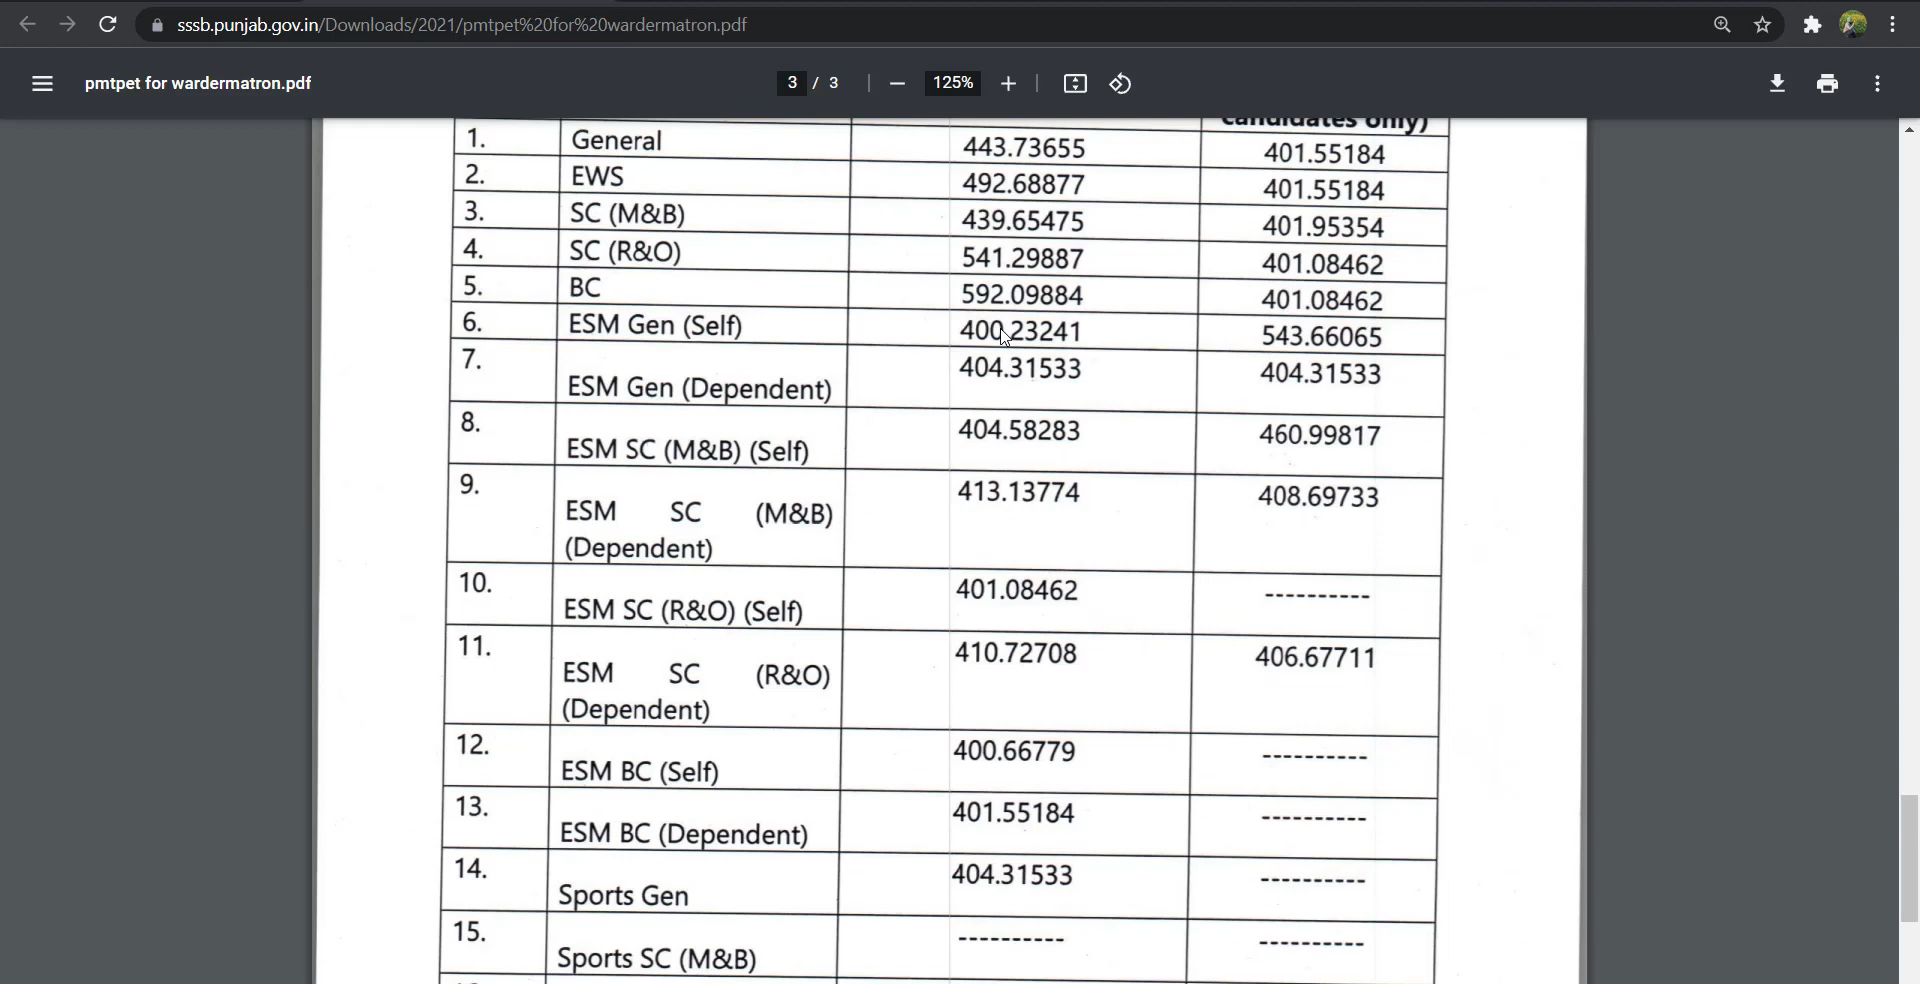 sssb.punjab.gov.in/Downloads/2021/pmtpet%20for%20wardermatron.pdf
pmtpet for wardermatron.pdf 3 / 3 125%
candidates only)
1. General 443.73655 401.55184
2. EWS 492.68877 401.55184
3. SC (M&B) 439.65475 401.95354
4. SC (R&O) 541.29887 401.08462
5. BC 592.09884 401.08462
6. ESM Gen (Self) 400.23241 543.66065
7. ESM Gen (Dependent) 404.31533 404.31533
8. ESM SC (M&B) (Self) 404.58283 460.99817
9. ESM SC (M&B) 413.13774 408.69733
(Dependent)
10. ESM SC (R&O) (Self) 401.08462 ----------
11. ESM SC (R&O) 410.72708 406.67711
(Dependent)
12. ESM BC (Self) 400.66779 ----------
13. ESM BC (Dependent) 401.55184 ----------
14. Sports Gen 404.31533 ----------
15. Sports SC (M&B) ---------- ----------